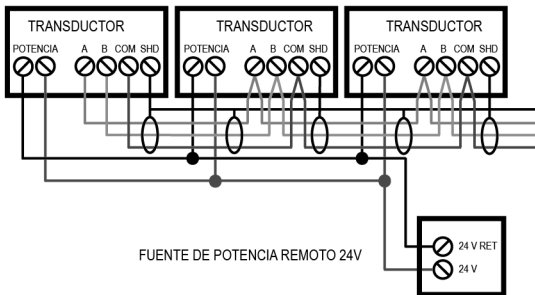 TRANSDUCTOR TRANSDUCTOR TRANSDUCTOR
POTENCIA A B COM SHD POTENCIA A B COM SHD POTENCIA A B COM SHD
24 V RET
FUENTE DE POTENCIA REMOTO 24V
24 V